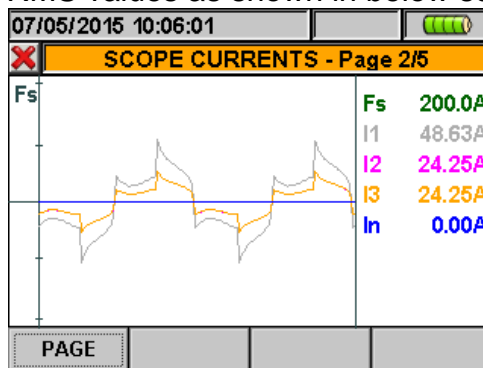 07/05/2015 10:06:01
SCOPE CURRENTS - Page 2/5
Fs
Fs 200.0A
I1 48.63A
I2 24.25A
I3 24.25A
In 0.00A
PAGE